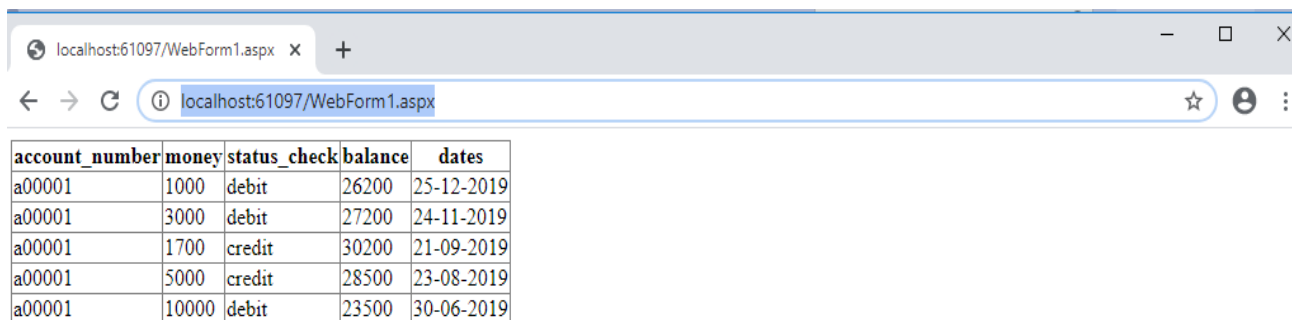 localhost:61097/WebForm1.aspx
localhost:61097/WebForm1.aspx
account_number money status_check balance dates
a00001 1000 debit 26200 25-12-2019
a00001 3000 debit 27200 24-11-2019
a00001 1700 credit 30200 21-09-2019
a00001 5000 credit 28500 23-08-2019
a00001 10000 debit 23500 30-06-2019